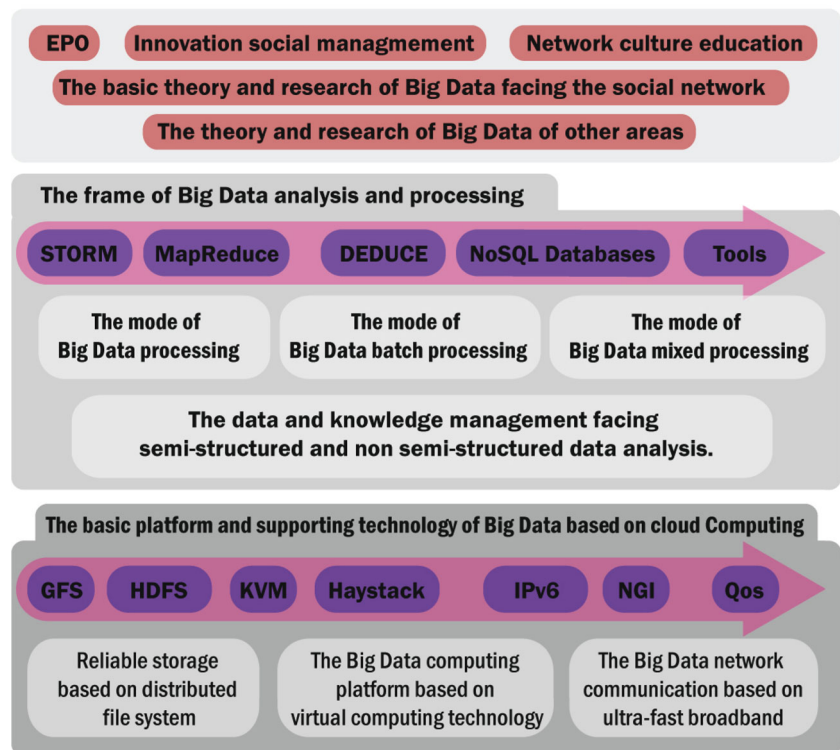 EPO Innovation social managmement Network culture education
The basic theory and research of Big Data facing the social network
The theory and research of Big Data of other areas
The frame of Big Data analysis and processing
STORM MapReduce DEDUCE NoSQL Databases Tools
The mode of
Big Data processing
The mode of
Big Data batch processing
The mode of
Big Data mixed processing
The data and knowledge management facing
semi-structured and non semi-structured data analysis.
The basic platform and supporting technology of Big Data based on cloud Computing
GFS HDFS KVM Haystack IPv6 NGI Qos
Reliable storage
based on distributed
file system
The Big Data computing
platform based on
virtual computing technology
The Big Data network
communication based on
ultra-fast broadband